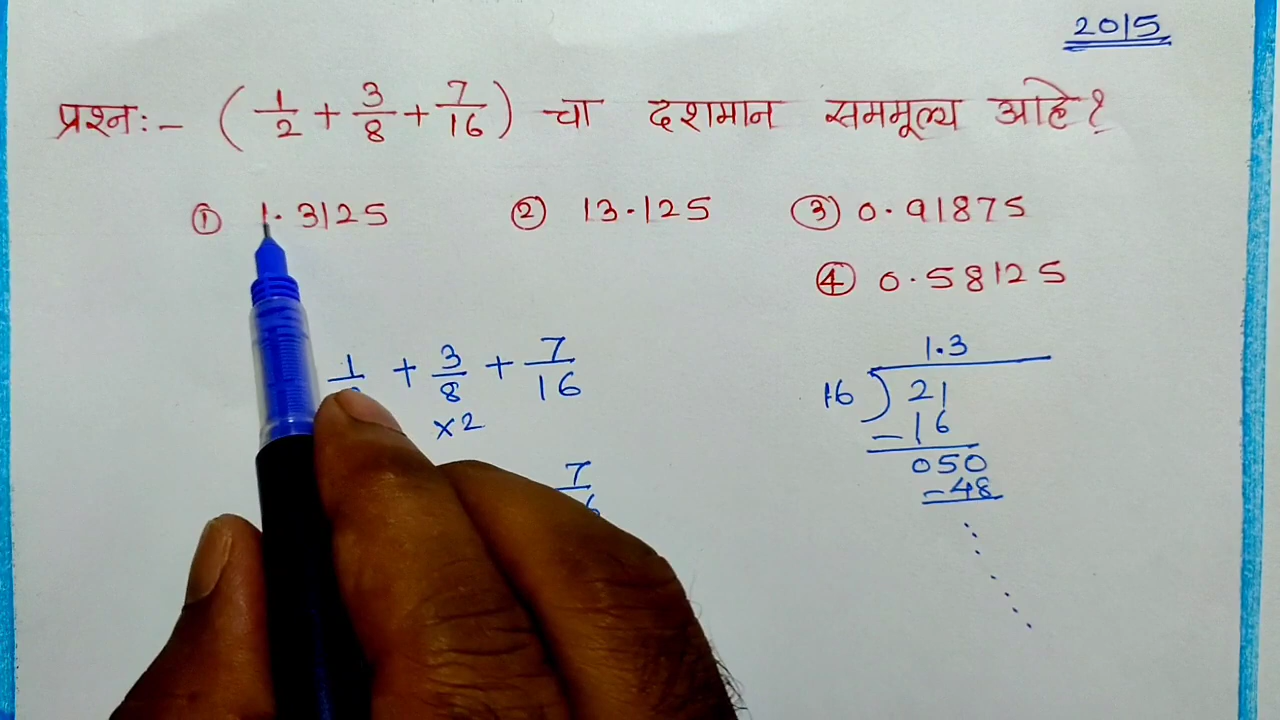 2015
प्रश्न:- (1/2 + 3/8 + 7/16) चा दशमान सममूल्य आहे?
① 1.3125 ② 13.125 ③ 0.91875
④ 0.58125
1/ + 3/8 + 7/16
×2
7/
1.3
16 ) 21
-16
050
-48